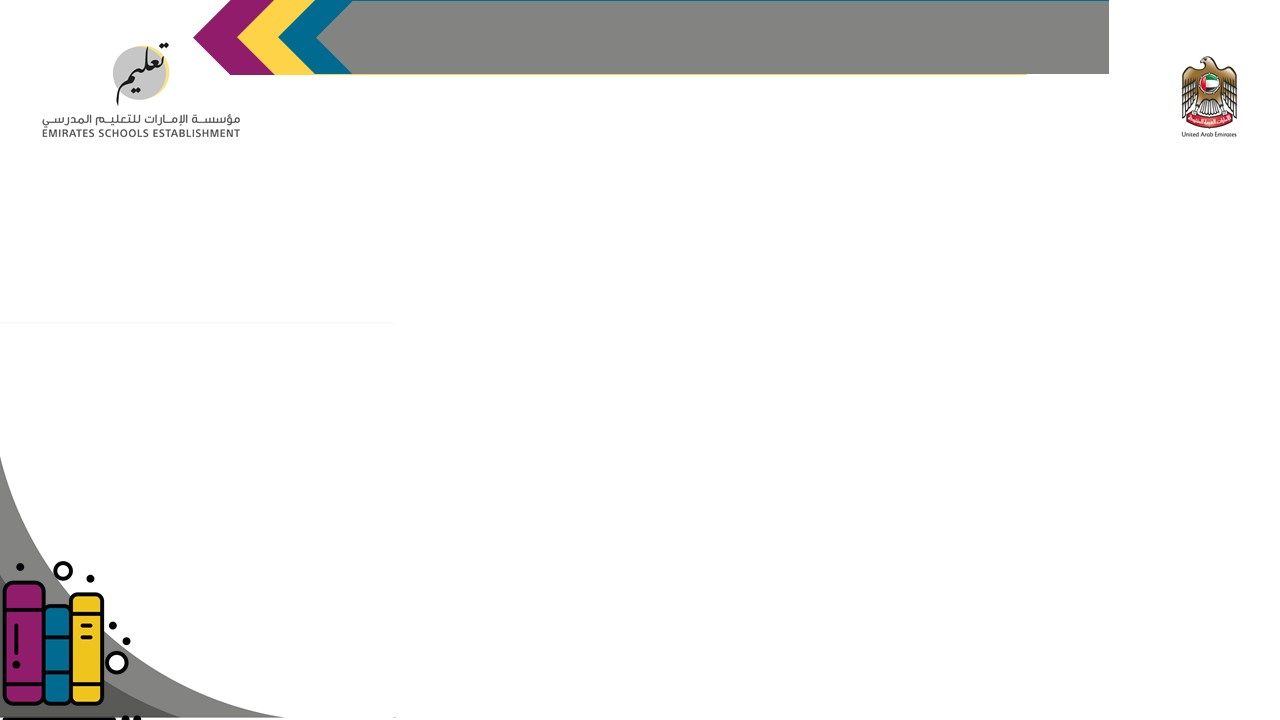 تعليم
مؤسسة الإمارات للتعليم المدرسي
EMIRATES SCHOOLS ESTABLISHMENT
United Arab Emirates